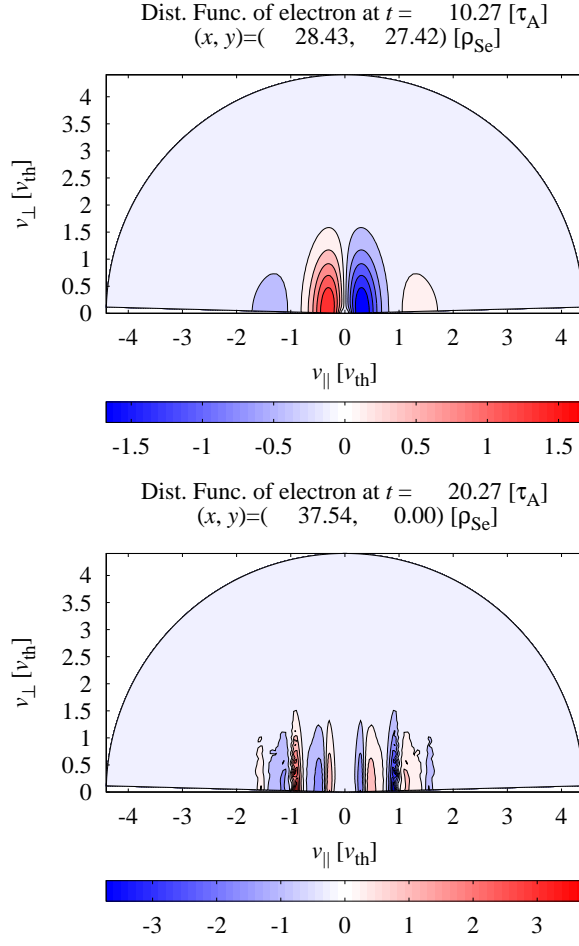 Dist. Func. of electron at t = 10.27 [τA]
(x, y)=( 28.43, 27.42) [ρSe]
4
3.5
3
2.5
2
1.5
1
0.5
0
v⊥ [vth]
-4 -3 -2 -1 0 1 2 3 4
v|| [vth]
-1.5 -1 -0.5 0 0.5 1 1.5
Dist. Func. of electron at t = 20.27 [τA]
(x, y)=( 37.54, 0.00) [ρSe]
4
3.5
3
2.5
2
1.5
1
0.5
0
v⊥ [vth]
-4 -3 -2 -1 0 1 2 3 4
v|| [vth]
-3 -2 -1 0 1 2 3